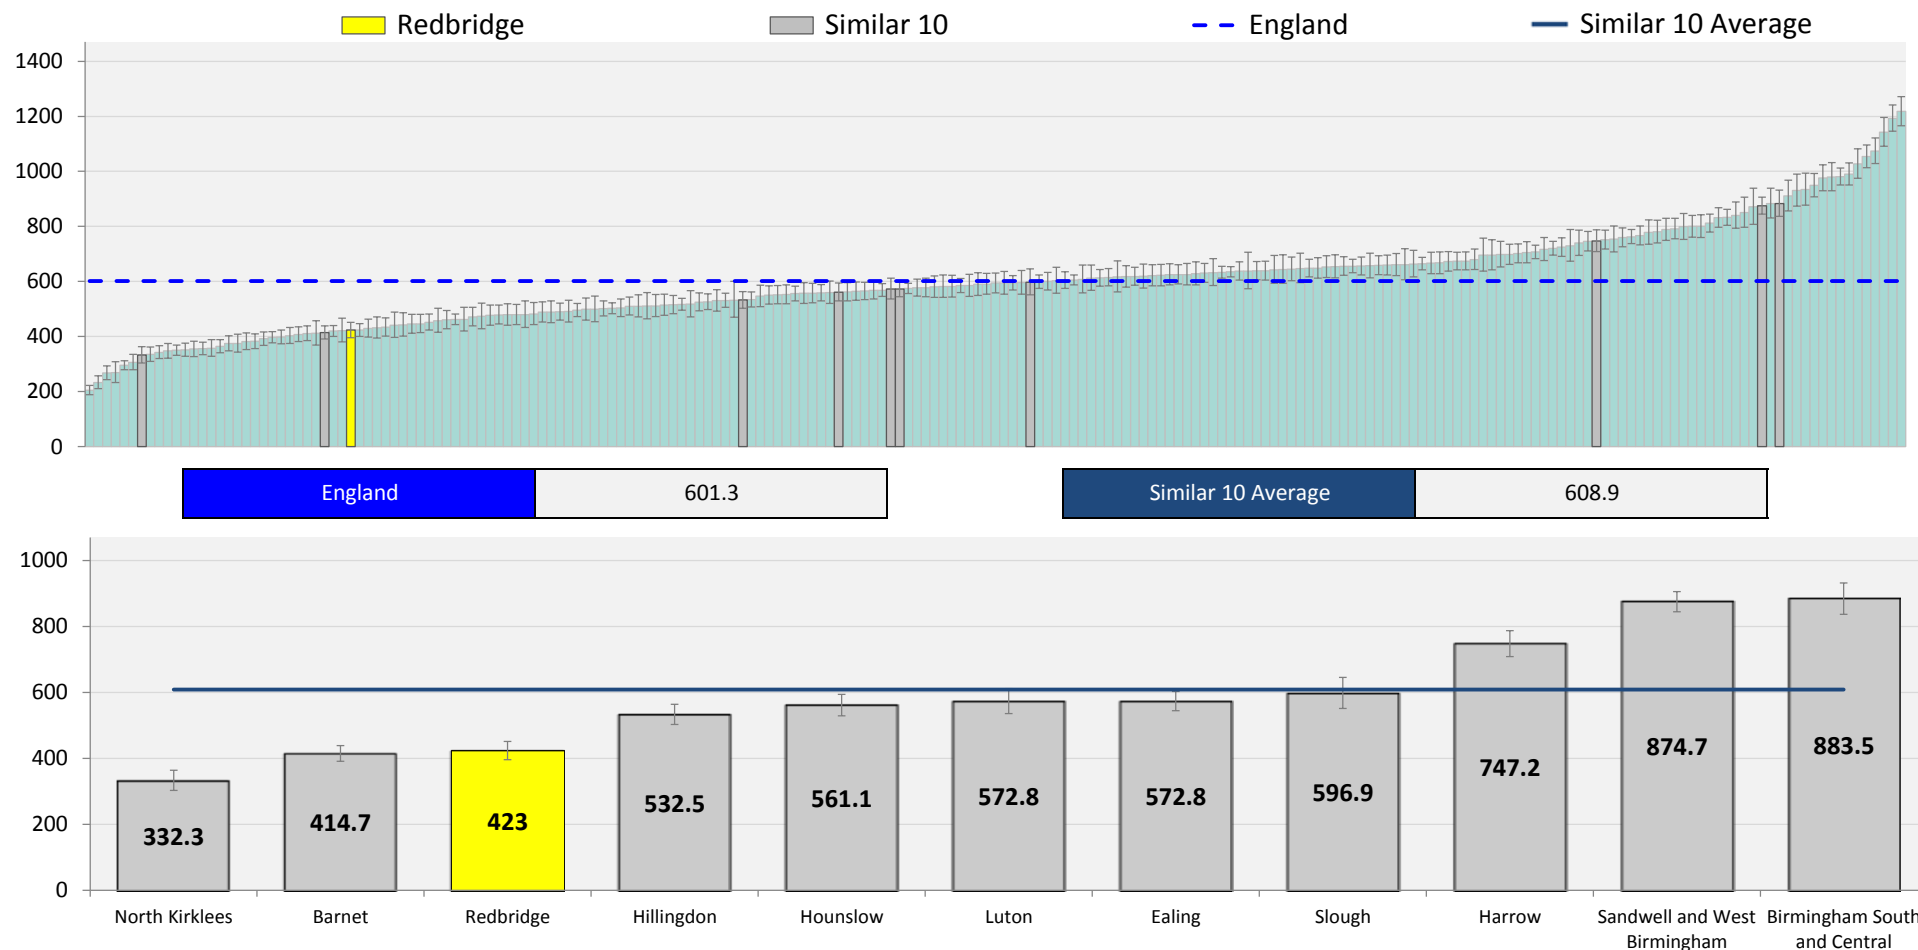 Redbridge Similar 10 England Similar 10 Average
1400
1200
1000
800
600
400
200
0
England 601.3 Similar 10 Average 608.9
1000
800
600
400
200
0
332.3 414.7 423 532.5 561.1 572.8 572.8 596.9 747.2 874.7 883.5
North Kirklees Barnet Redbridge Hillingdon Hounslow Luton Ealing Slough Harrow Sandwell and West Birmingham South
Birmingham and Central